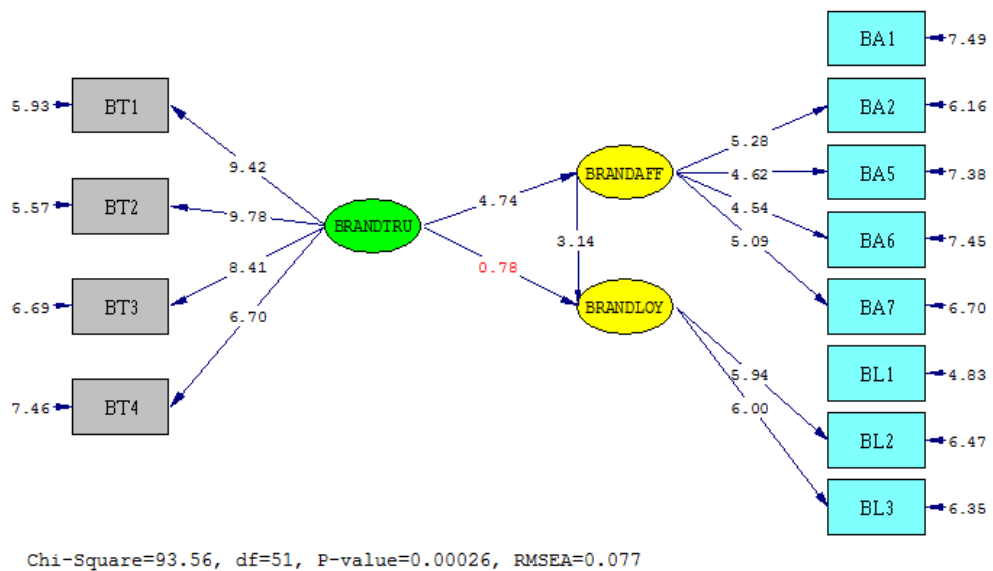 BA1 7.49
5.93 BT1 BA2 6.16
5.28
9.42 BRANDAFF 4.62 BA5 7.38
5.57 BT2 9.78 4.74 4.54
BRANDTRU 3.14 5.09 BA6 7.45
8.41 0.78
6.69 BT3 6.70 BRANDLOY BA7 6.70
5.94 BL1 4.83
7.46 BT4 6.00
BL2 6.47
BL3 6.35
Chi-Square=93.56, df=51, P-value=0.00026, RMSEA=0.077